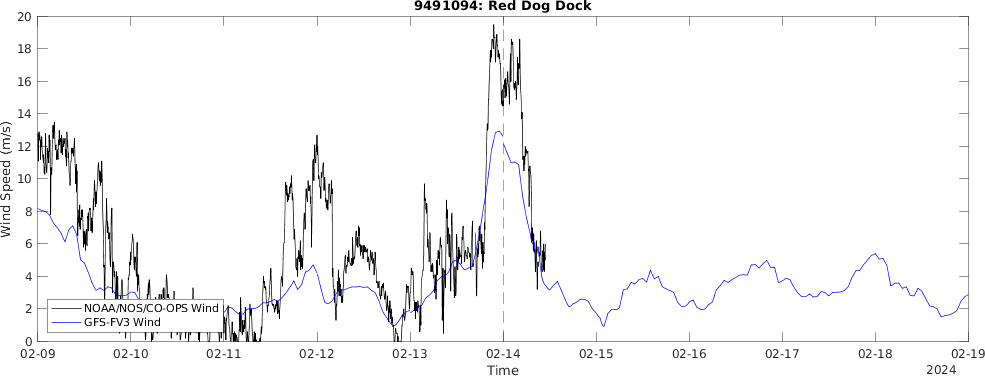 9491094: Red Dog Dock
Wind Speed (m/s)
20
18
16
14
12
10
8
6
4
2
0
NOAA/NOS/CO-OPS Wind
GFS-FV3 Wind
02-09 02-10 02-11 02-12 02-13 02-14 02-15 02-16 02-17 02-18 02-19
Time
2024